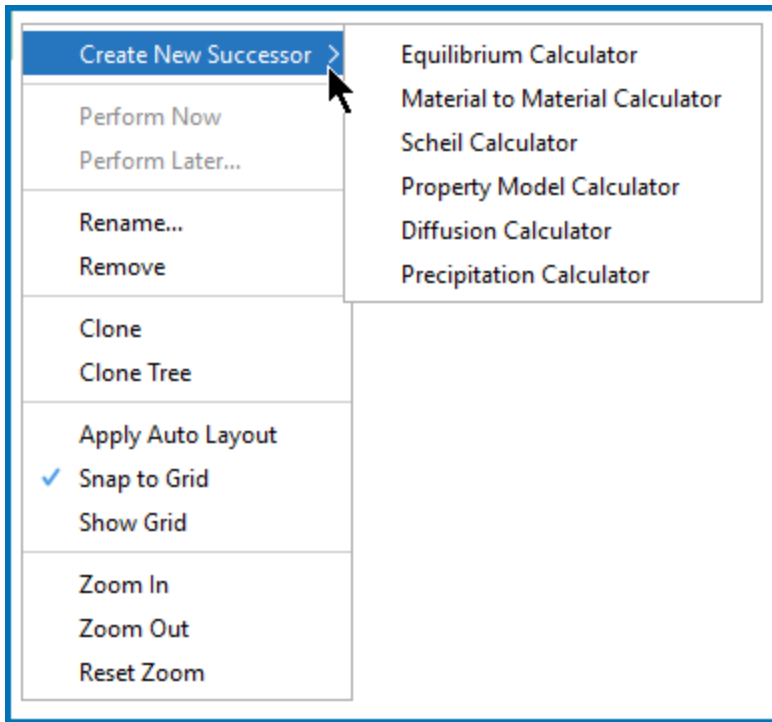 Create New Successor
Perform Now
Perform Later...
Rename...
Remove
Clone
Clone Tree
Apply Auto Layout
Snap to Grid
Show Grid
Zoom In
Zoom Out
Reset Zoom
Equilibrium Calculator
Material to Material Calculator
Scheil Calculator
Property Model Calculator
Diffusion Calculator
Precipitation Calculator